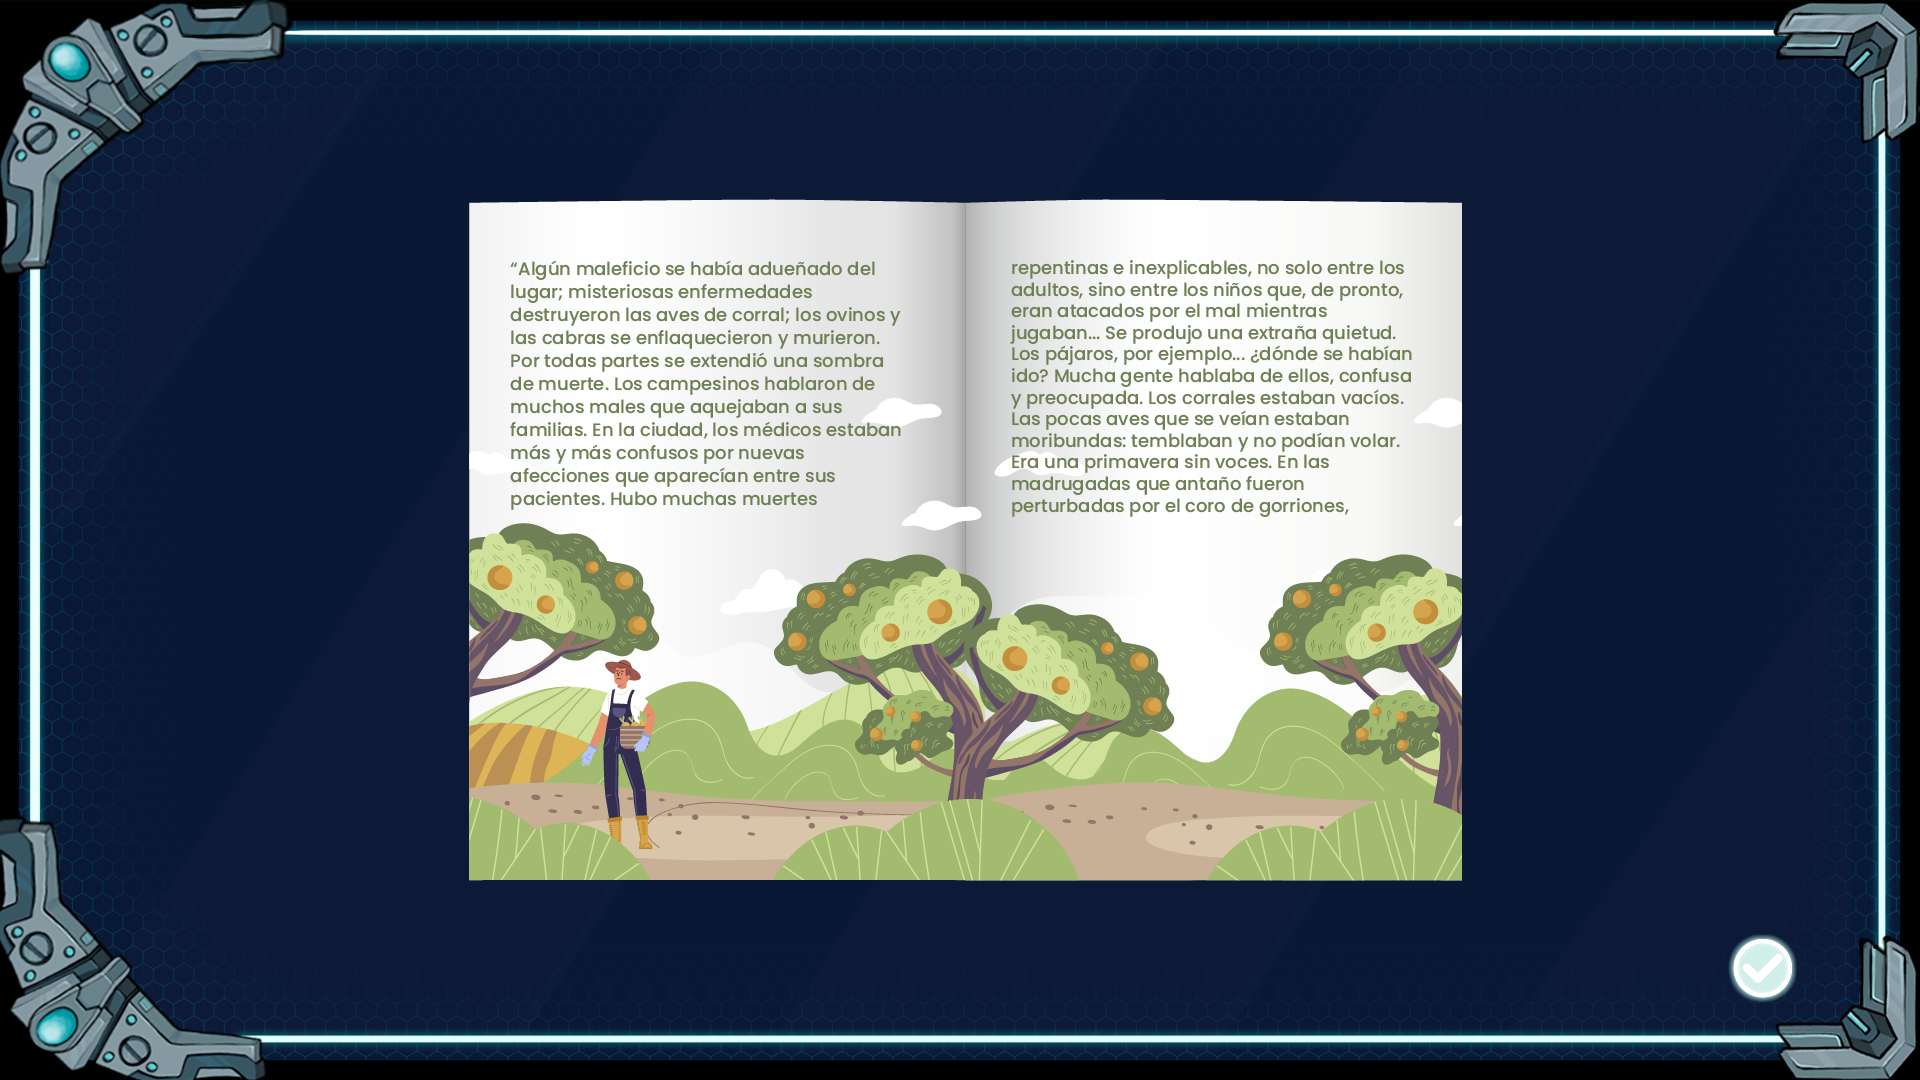 “Algún maleficio se había adueñado del
lugar; misteriosas enfermedades
destruyeron las aves de corral; los ovinos y
las cabras se enflaquecieron y murieron.
Por todas partes se extendió una sombra
de muerte. Los campesinos hablaron de
muchos males que aquejaban a sus
familias. En la ciudad, los médicos estaban
más y más confusos por nuevas
afecciones que aparecían entre sus
pacientes. Hubo muchas muertes
repentinas e inexplicables, no solo entre los
adultos, sino entre los niños que, de pronto,
eran atacados por el mal mientras
jugaban... Se produjo una extraña quietud.
Los pájaros, por ejemplo... ¿dónde se habían
ido? Mucha gente hablaba de ellos, confusa
y preocupada. Los corrales estaban vacíos.
Las pocas aves que se veían estaban
moribundas: temblaban y no podían volar.
Era una primavera sin voces. En las
madrugadas que antaño fueron
perturbadas por el coro de gorriones,